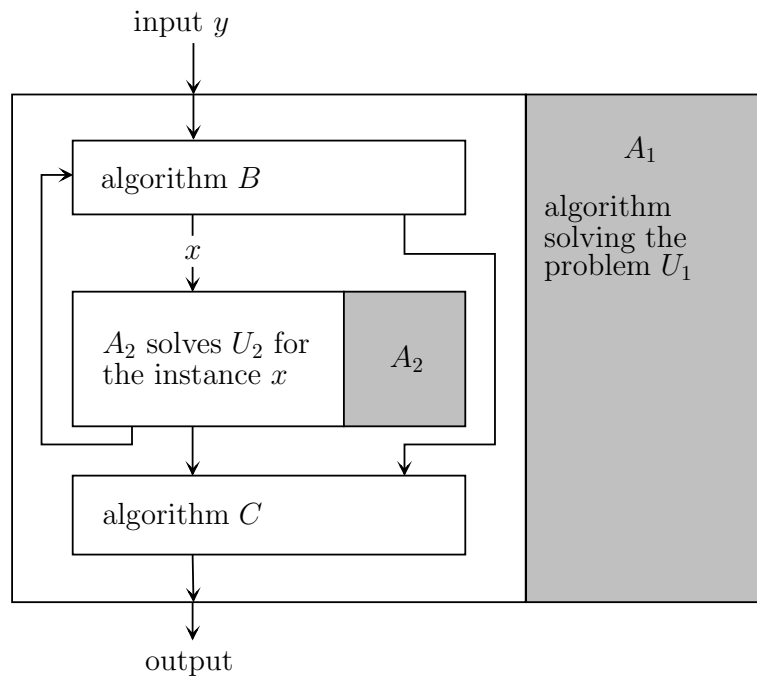 input y
A₁
algorithm B
algorithm
solving the
problem U₁
x
A₂ solves U₂ for
the instance x
A₂
algorithm C
output